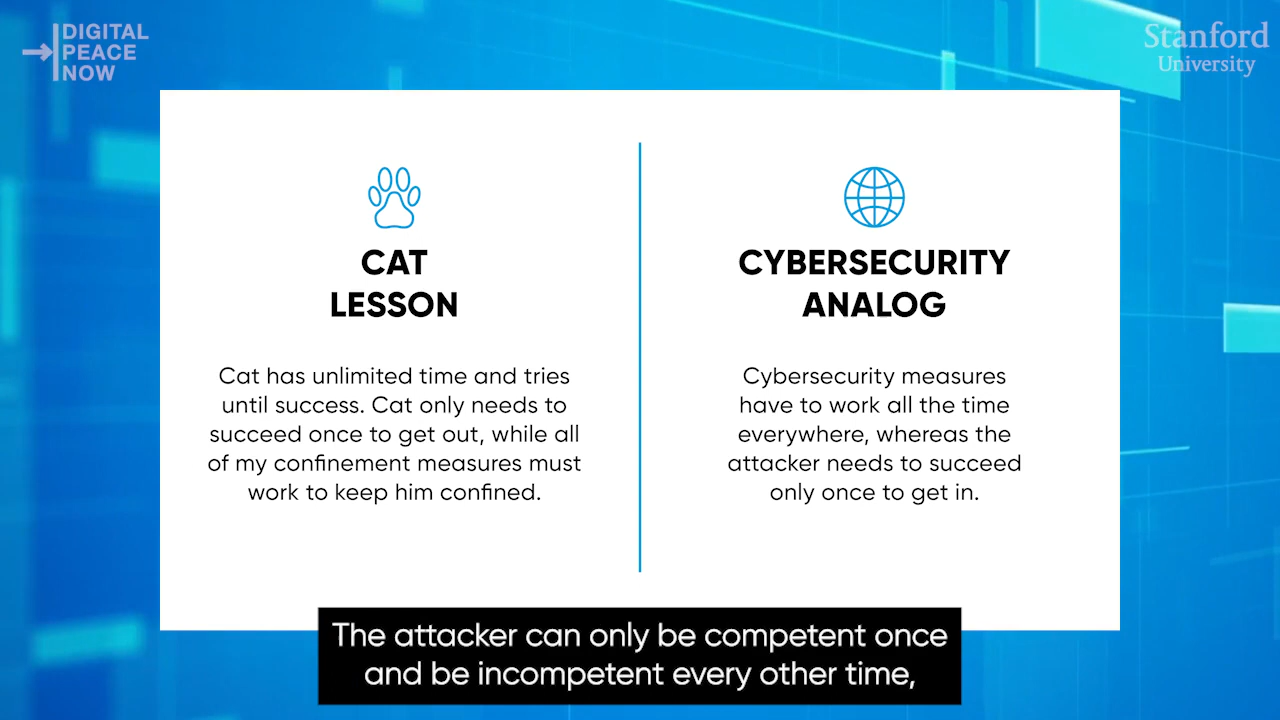 DIGITAL
PEACE
NOW
Stanford
University
CAT
LESSON
Cat has unlimited time and tries
until success. Cat only needs to
succeed once to get out, while all
of my confinement measures must
work to keep him confined.
CYBERSECURITY
ANALOG
Cybersecurity measures
have to work all the time
everywhere, whereas the
attacker needs to succeed
only once to get in.
The attacker can only be competent once
and be incompetent every other time,